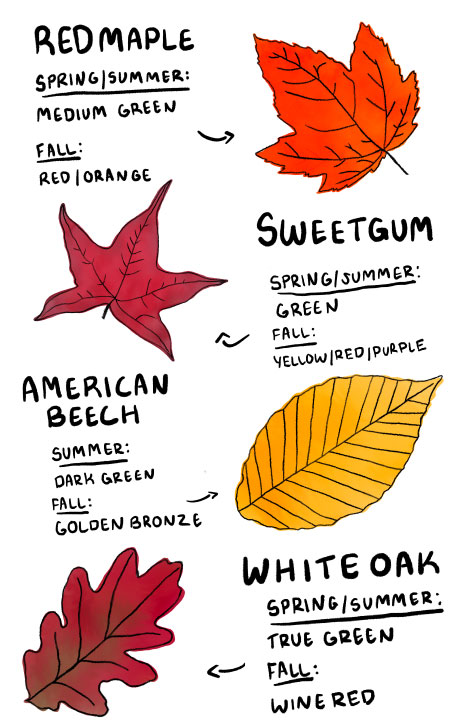 RED MAPLE
SPRING/SUMMER:
MEDIUM GREEN
FALL:
RED/ORANGE
SWEETGUM
SPRING/SUMMER:
GREEN
FALL:
YELLOW/RED/PURPLE
AMERICAN
BEECH
SUMMER:
DARK GREEN
FALL:
GOLDEN BRONZE
WHITE OAK
SPRING/SUMMER:
TRUE GREEN
FALL:
WINE RED